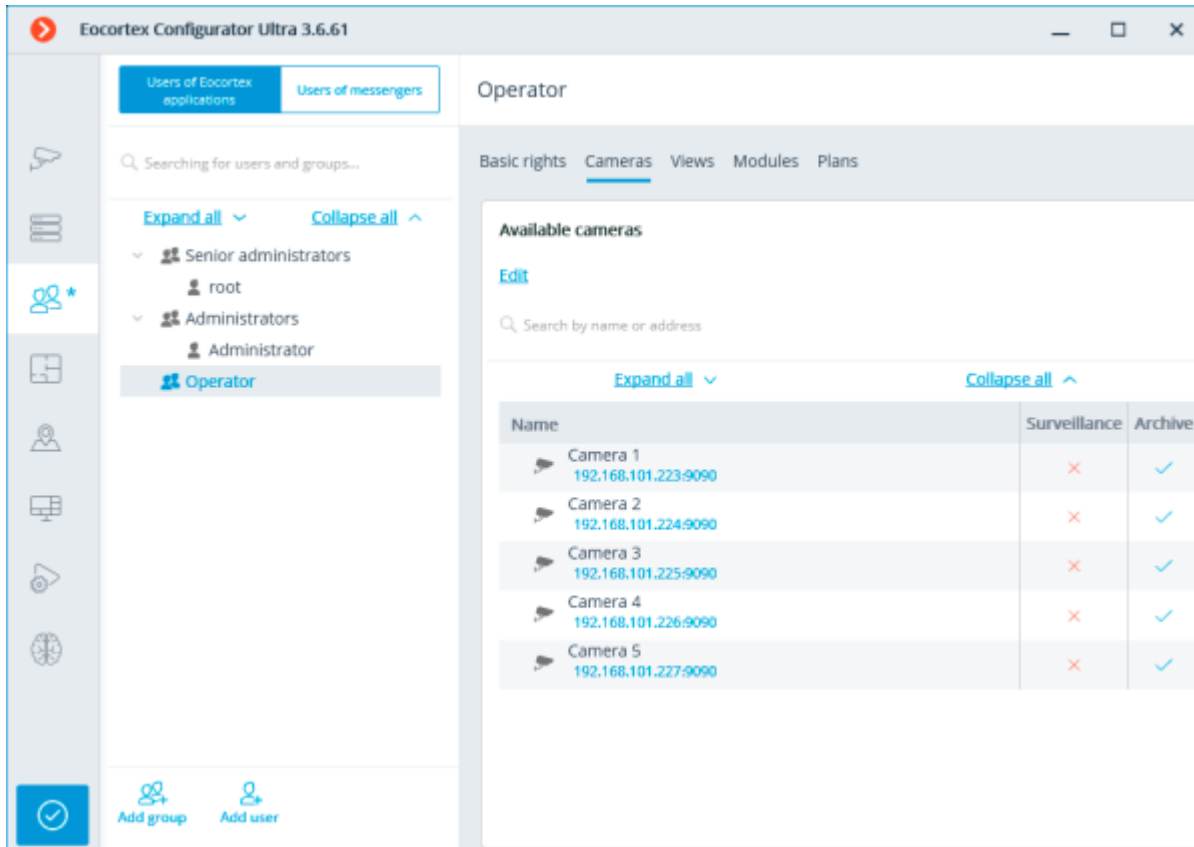 Eocortex Configurator Ultra 3.6.61
Users of Eocortex
applications
Users of messengers
Searching for users and groups...
Expand all
Collapse all
Senior administrators
root
Administrators
Administrator
Operator
Add group
Add user
Operator
Basic rights Cameras Views Modules Plans
Available cameras
Edit
Search by name or address
Expand all
Collapse all
Name Surveillance Archive
Camera 1
192.168.101.223:9090
Camera 2
192.168.101.224:9090
Camera 3
192.168.101.225:9090
Camera 4
192.168.101.226:9090
Camera 5
192.168.101.227:9090